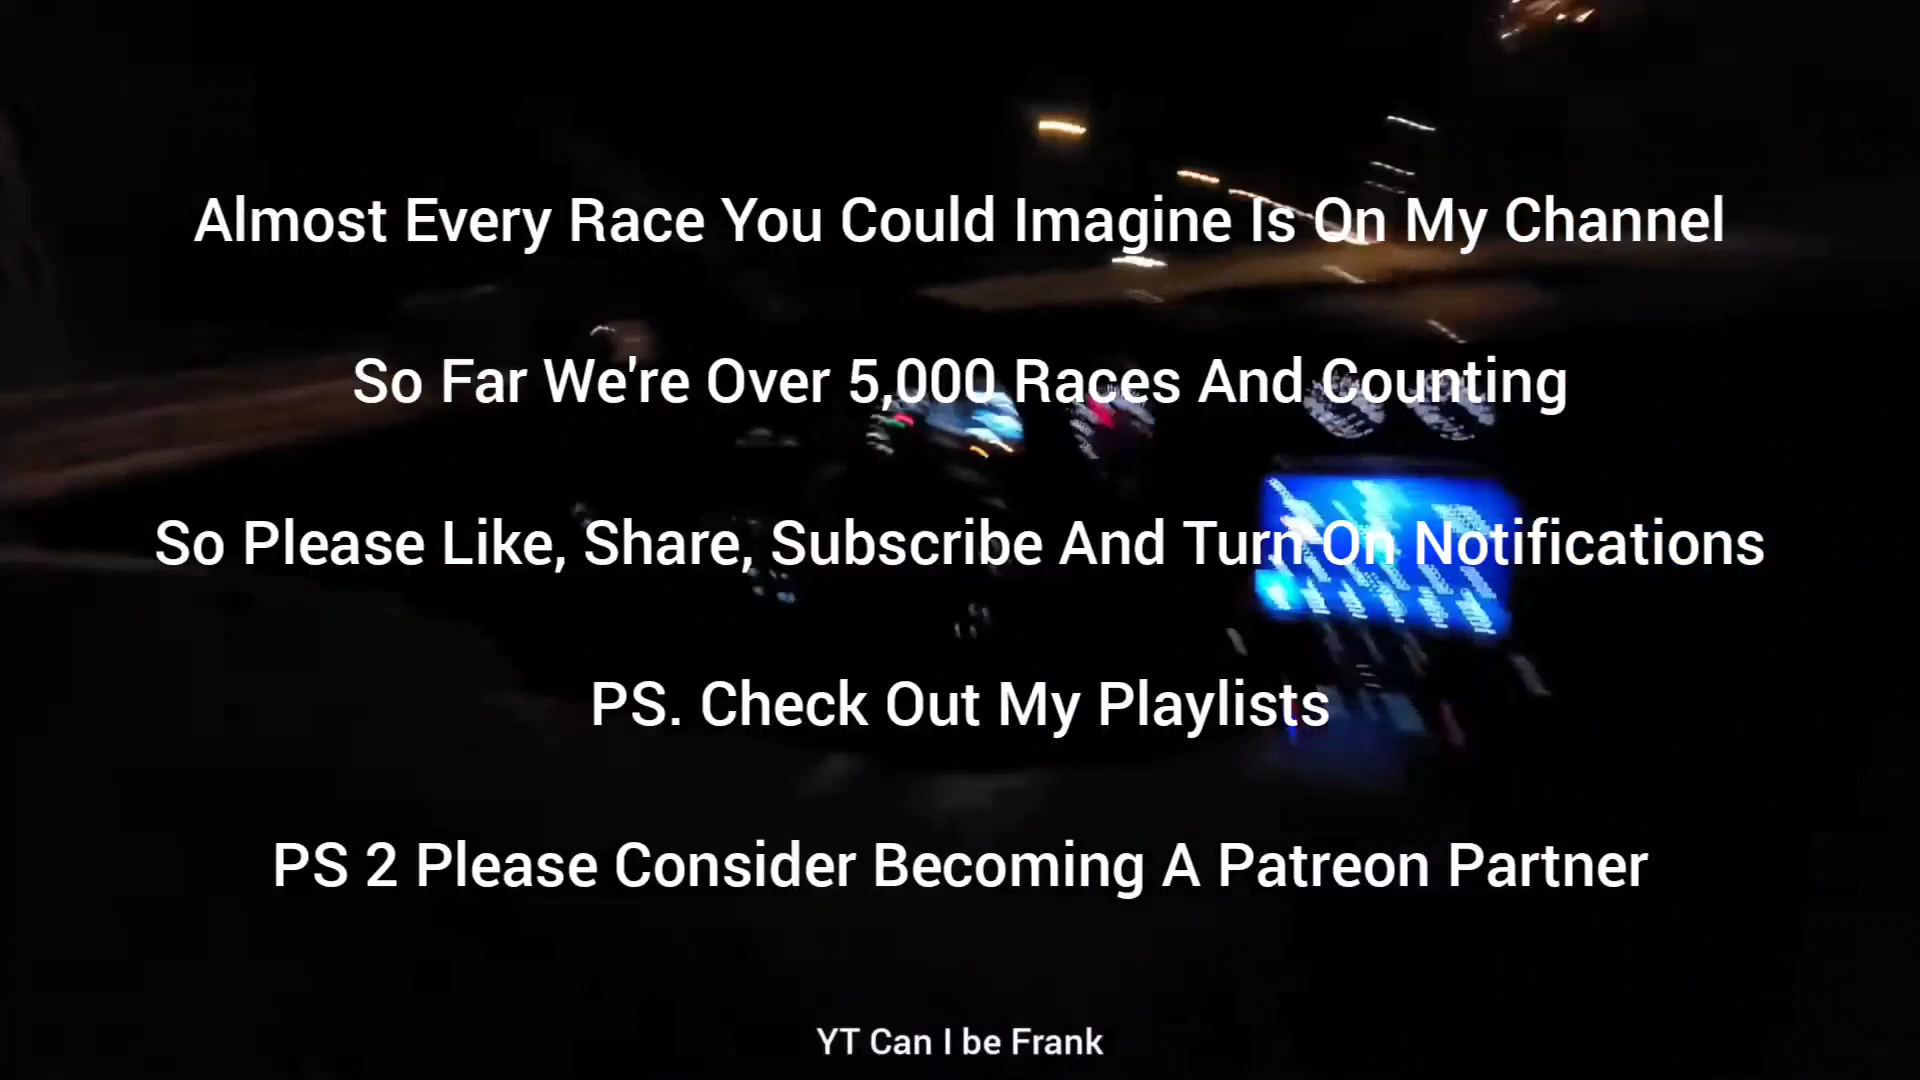 Almost Every Race You Could Imagine Is On My Channel
So Far We're Over 5,000 Races And Counting
So Please Like, Share, Subscribe And Turn On Notifications
PS. Check Out My Playlists
PS 2 Please Consider Becoming A Patreon Partner
YT Can I be Frank